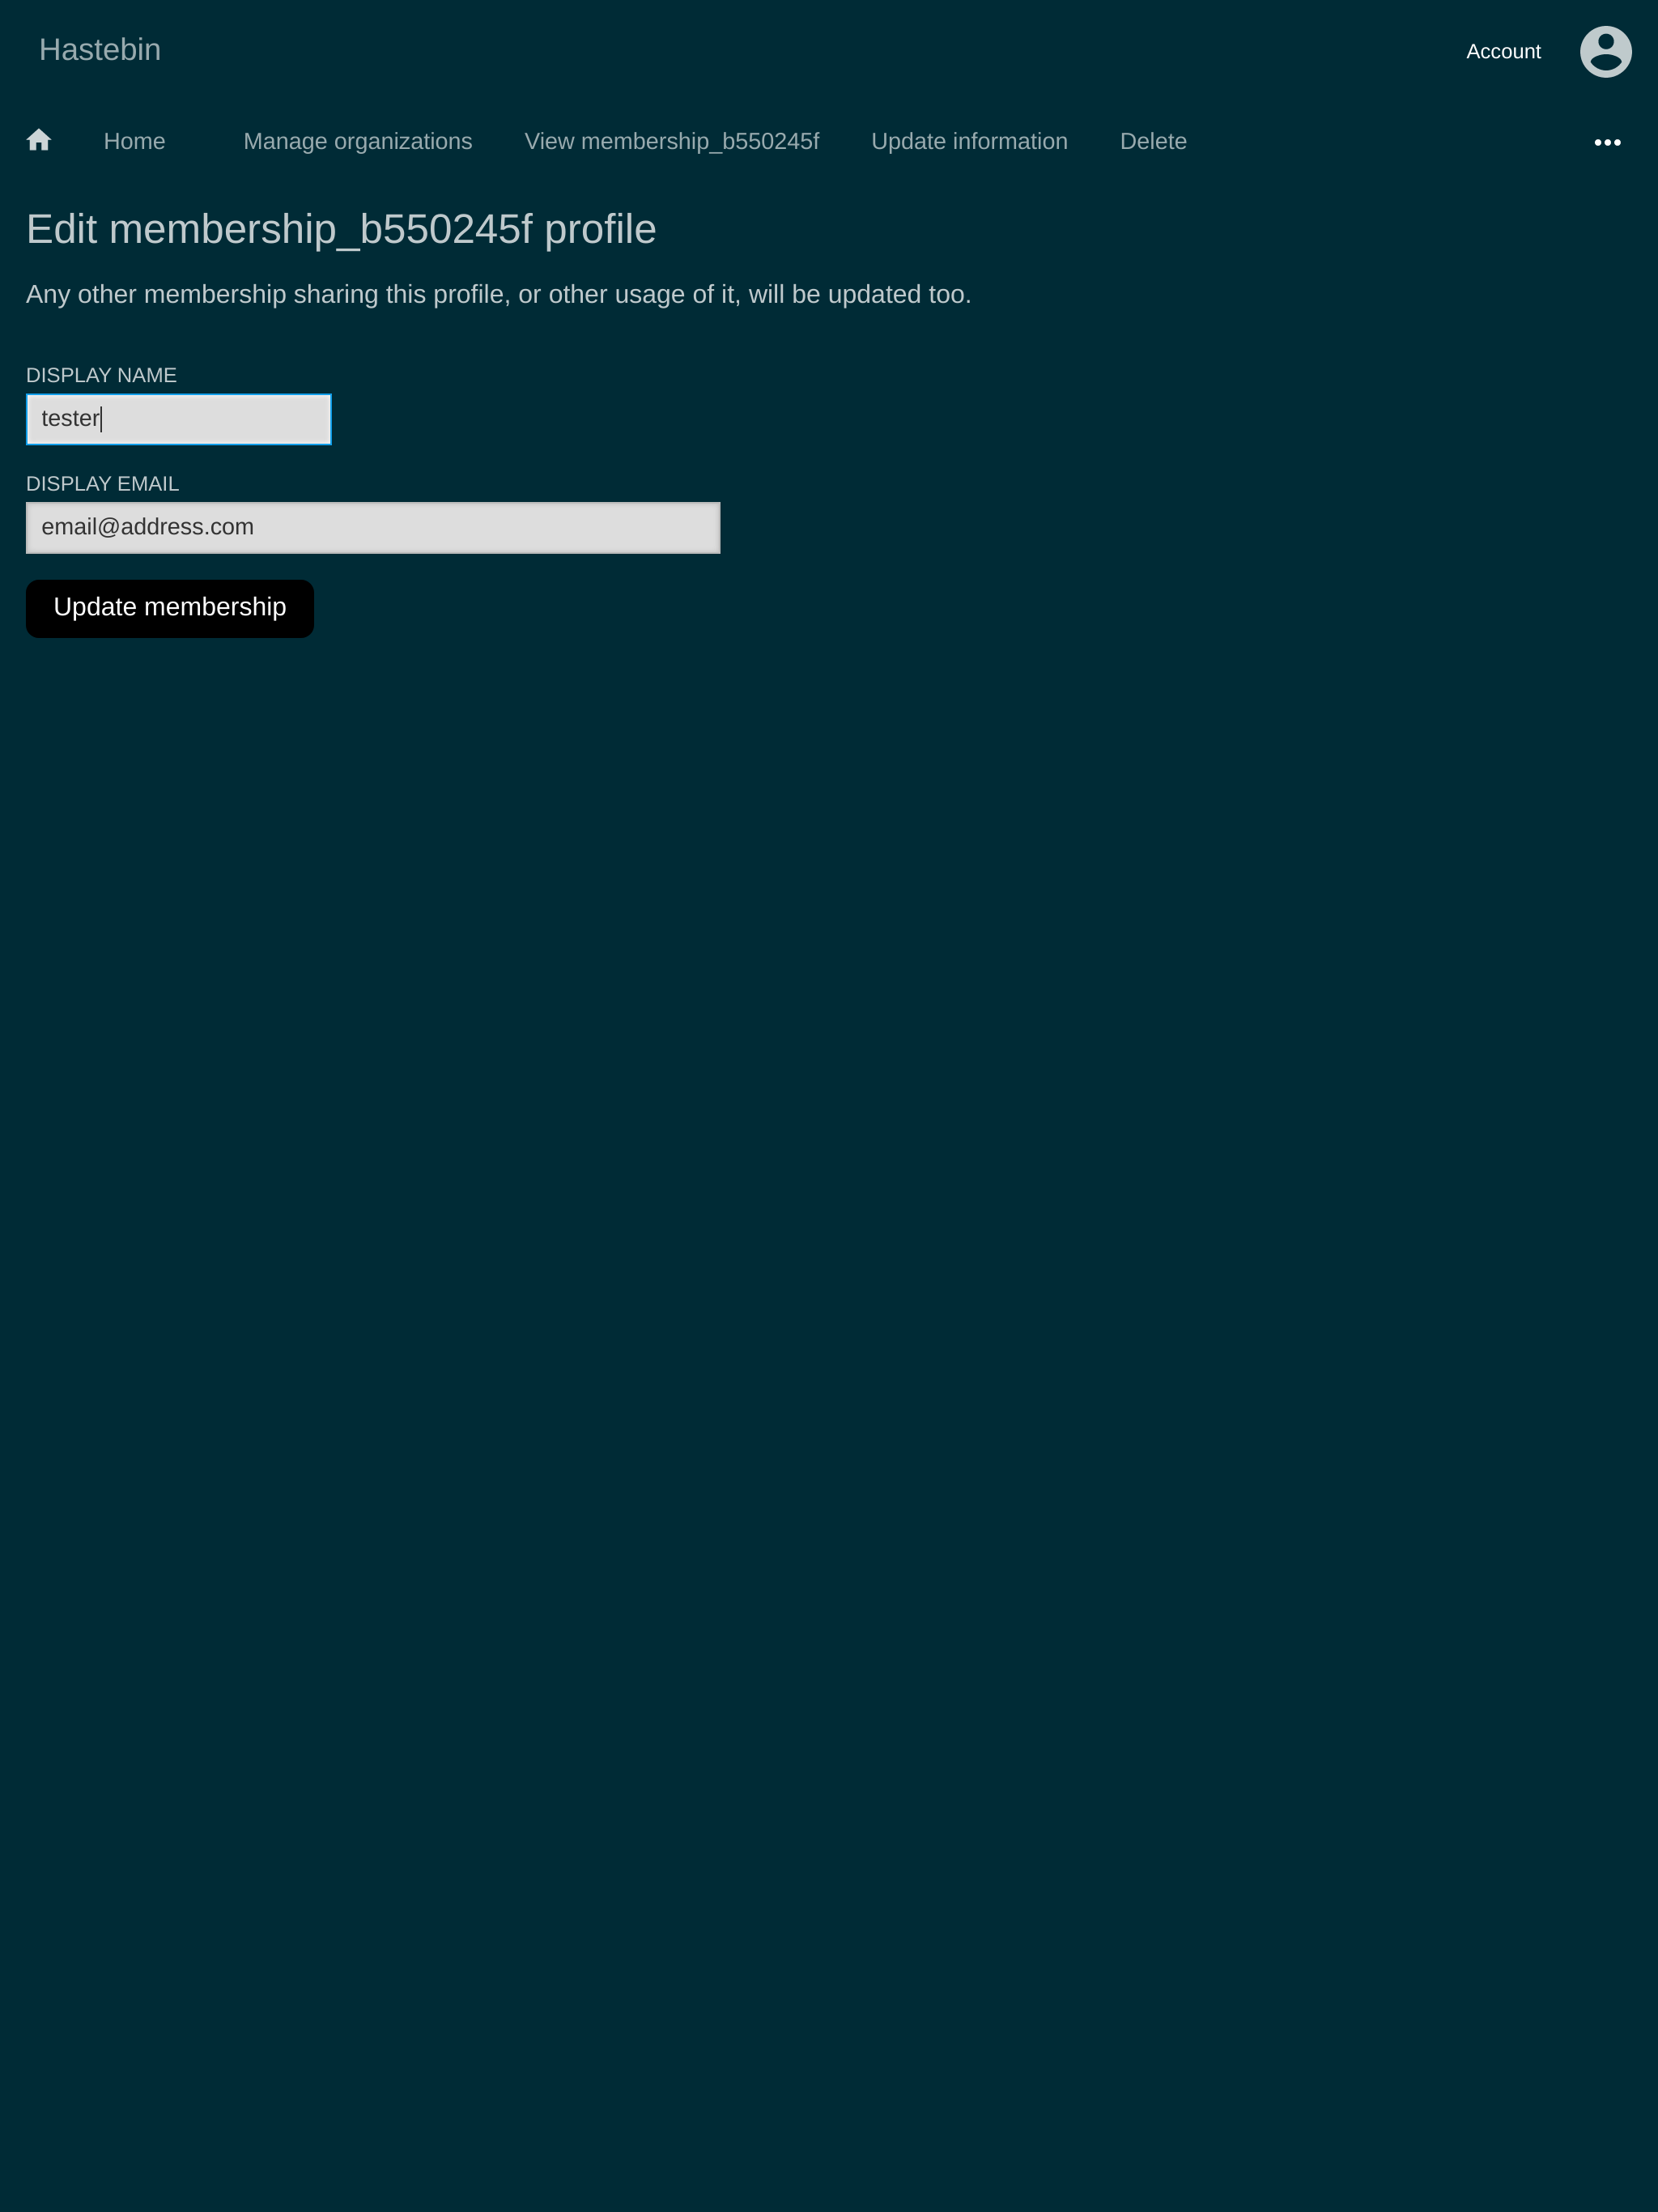 Hastebin
Account
Home Manage organizations View membership_b550245f Update information Delete
Edit membership_b550245f profile
Any other membership sharing this profile, or other usage of it, will be updated too.
DISPLAY NAME
tester
DISPLAY EMAIL
email@address.com
Update membership